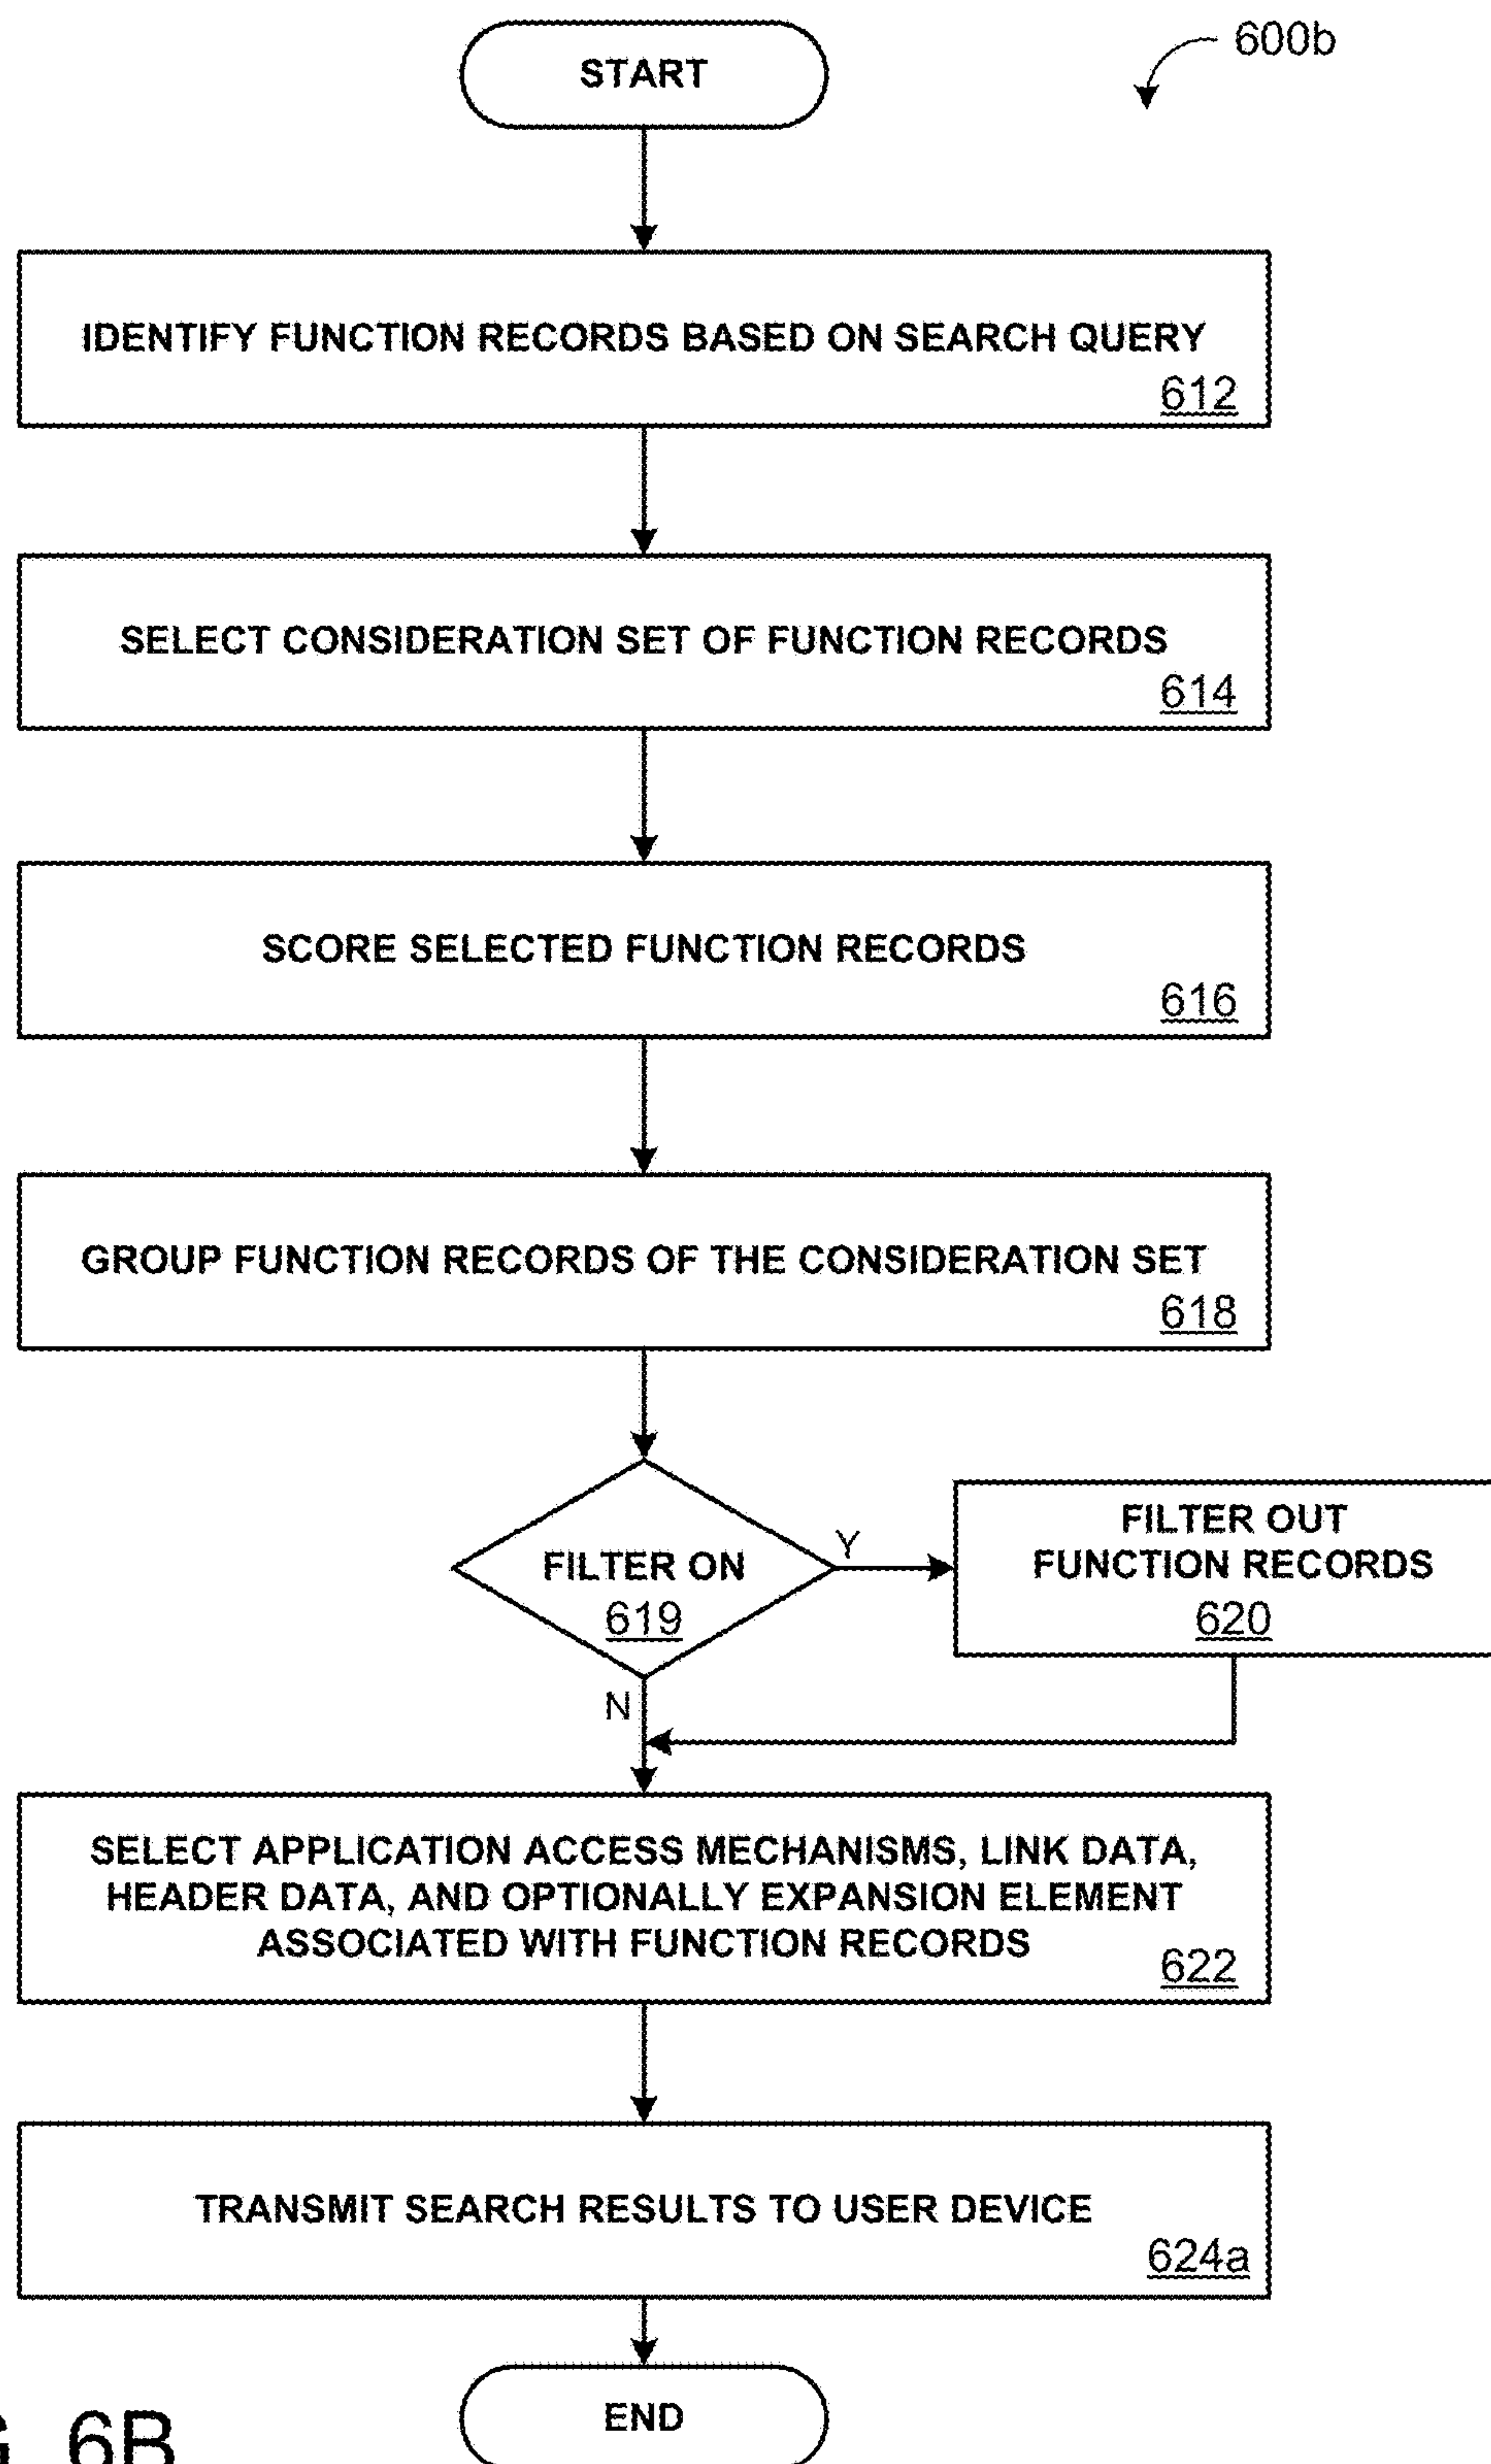 START
600b
IDENTIFY FUNCTION RECORDS BASED ON SEARCH QUERY
612
SELECT CONSIDERATION SET OF FUNCTION RECORDS
614
SCORE SELECTED FUNCTION RECORDS
616
GROUP FUNCTION RECORDS OF THE CONSIDERATION SET
618
FILTER ON
619
Y
N
FILTER OUT
FUNCTION RECORDS
620
SELECT APPLICATION ACCESS MECHANISMS, LINK DATA,
HEADER DATA, AND OPTIONALLY EXPANSION ELEMENT
ASSOCIATED WITH FUNCTION RECORDS
622
TRANSMIT SEARCH RESULTS TO USER DEVICE
624a
END
6B